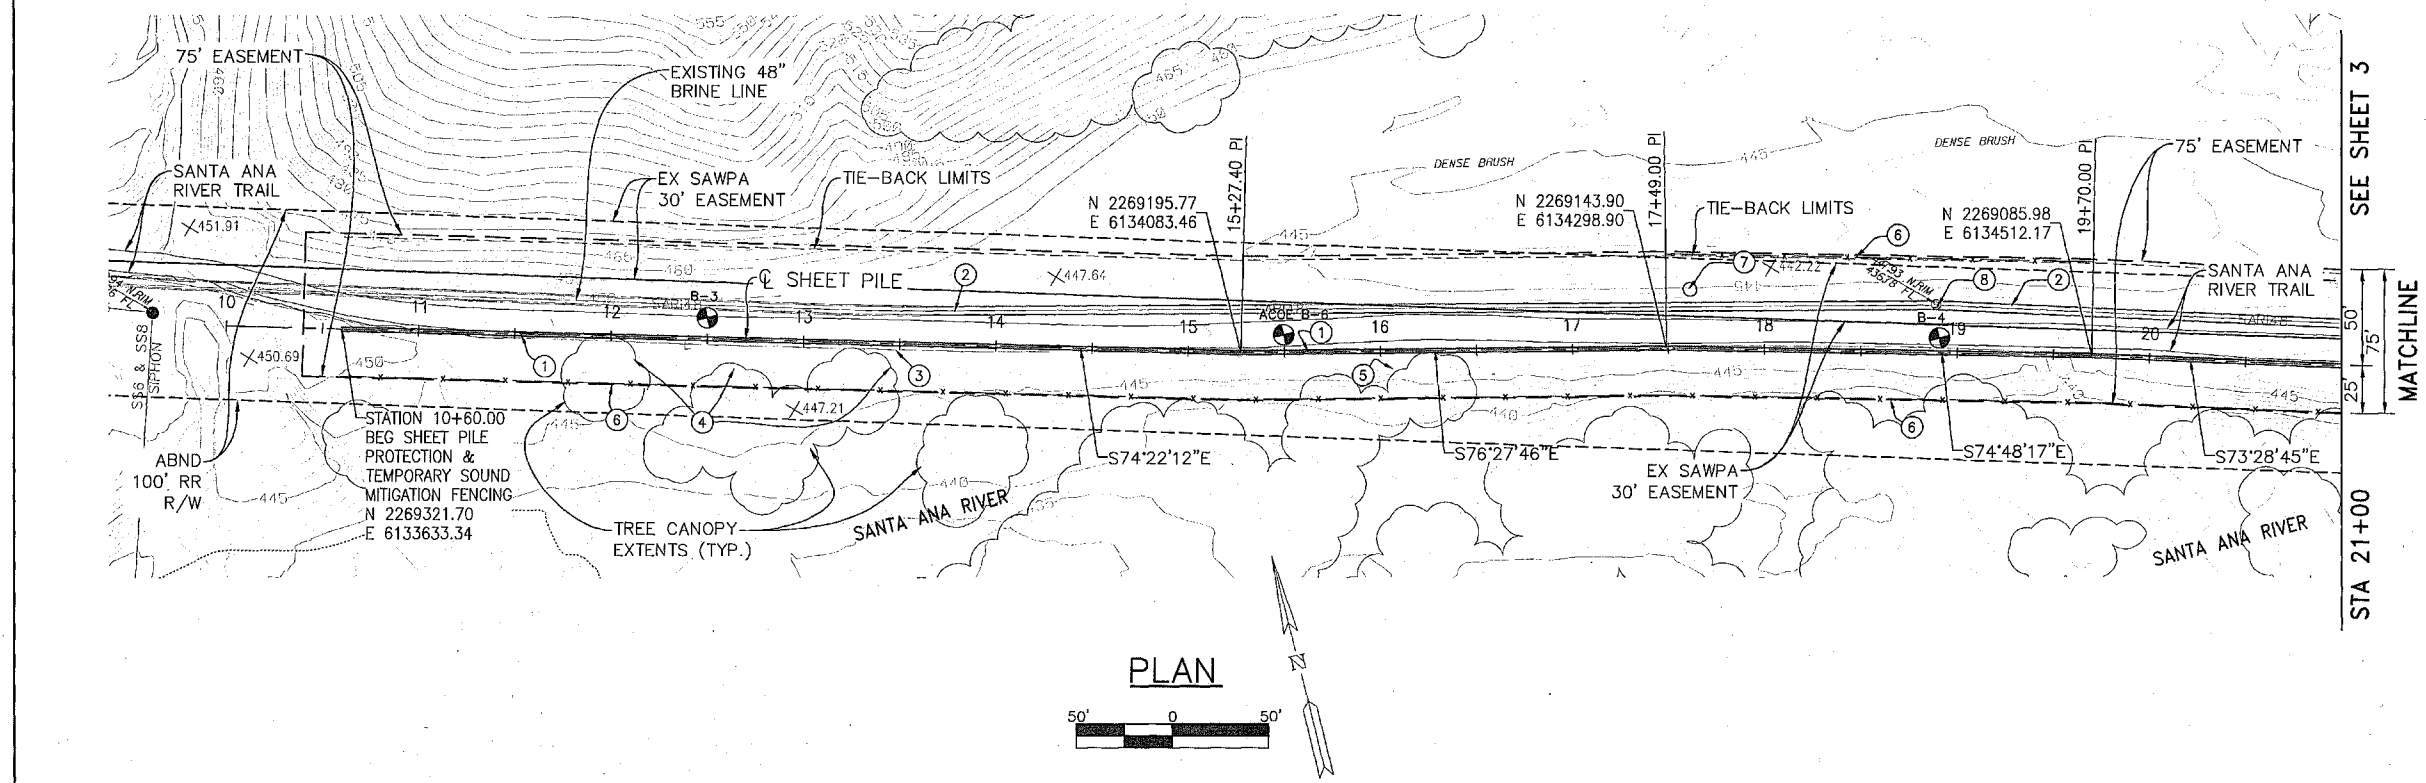 75' EASEMENT
EXISTING 48"
BRINE LINE
SANTA ANA
RIVER TRAIL
EX SAWPA
30' EASEMENT
TIE-BACK LIMITS
N 2269195.77
E 6134083.46
15+27.40 PI
DENSE BRUSH
445
N 2269143.90
E 6134298.90
17+49.00 PI
TIE-BACK LIMITS
DENSE BRUSH
N 2269085.98
E 6134512.17
19+70.00 PI
75' EASEMENT
SEE SHEET 3
451.91
447.64
442.22
℄ SHEET PILE
2
7
6
8
2
SANTA ANA
RIVER TRAIL
10
11
12
13
14
15
16
17
18
19
20
B-3
ACOE B-6
B-4
1
50'
75'
25'
MATCHLINE
SS6 & SS8
SIPHON
450.69
450
1
3
5
6
4
447.21
445
6
ABND
100' RR
R/W
STATION 10+60.00
BEG SHEET PILE
PROTECTION &
TEMPORARY SOUND
MITIGATION FENCING
N 2269321.70
E 6133633.34
TREE CANOPY
EXTENTS (TYP.)
SANTA ANA RIVER
S74°22'12"E
S76°27'46"E
EX SAWPA
30' EASEMENT
S74°48'17"E
S73°28'45"E
SANTA ANA RIVER
STA 21+00
N
PLAN
50' 0 50'